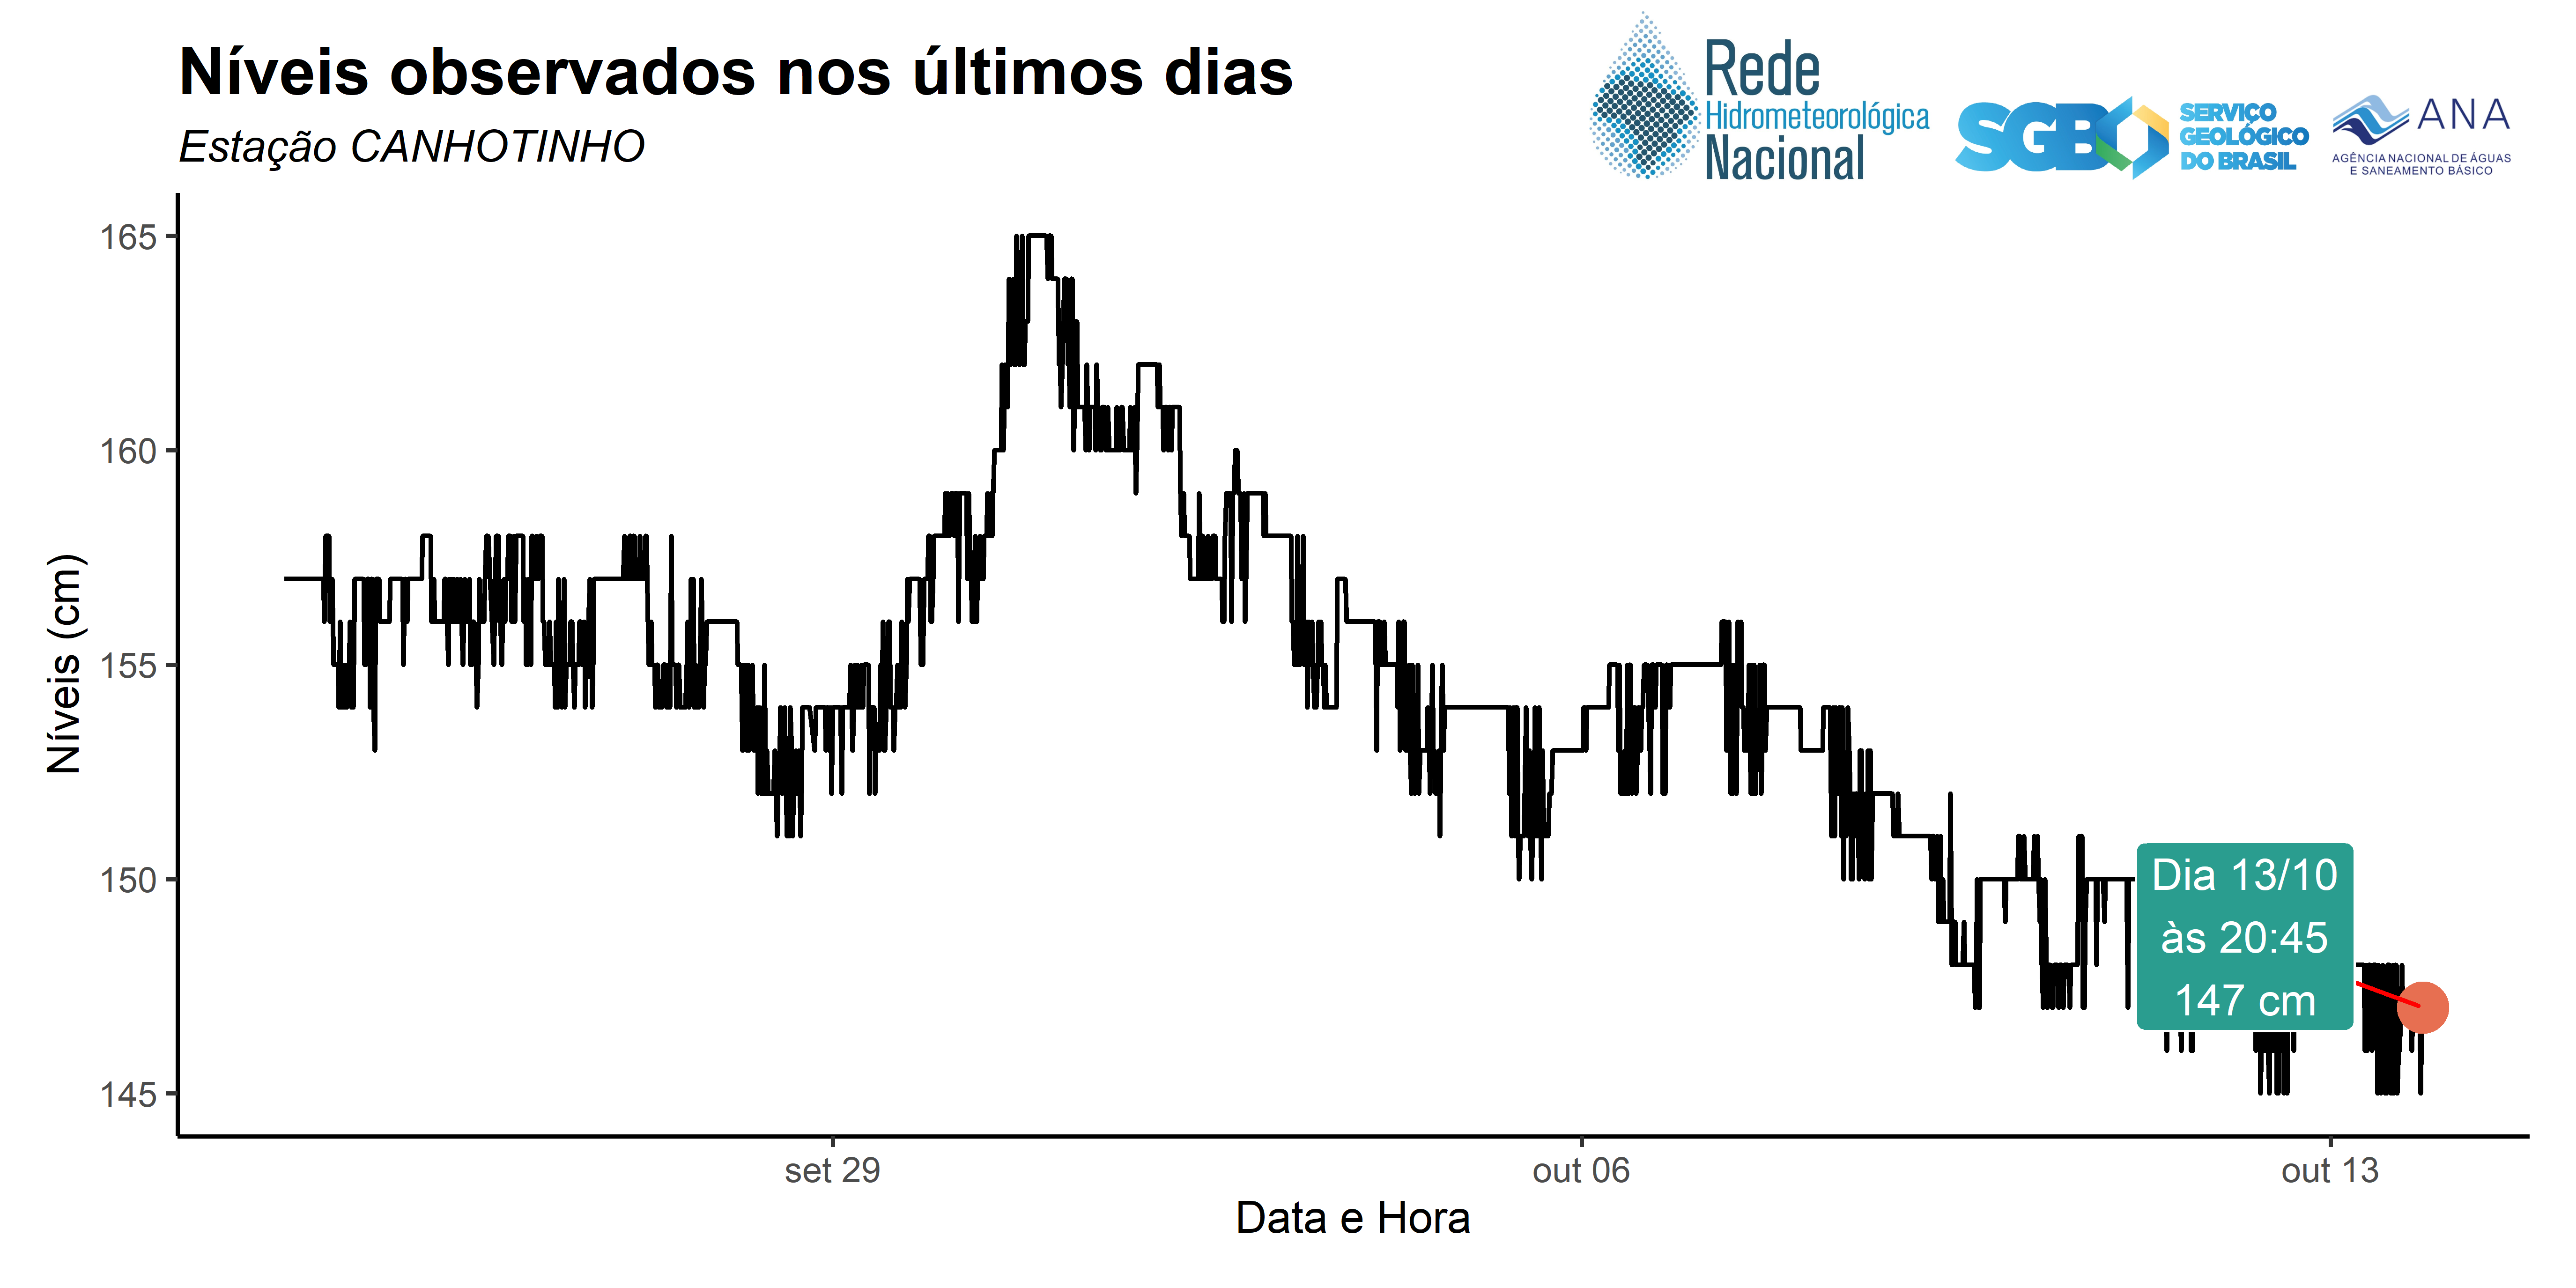 Níveis observados nos últimos dias
Estação CANHOTINHO
Rede
Hidrometeorológica
Nacional
SGB
SERVIÇO
GEOLÓGICO
DO BRASIL
ANA
AGÊNCIA NACIONAL DE ÁGUAS
E SANEAMENTO BÁSICO
Níveis (cm)
165
160
155
150
145
Dia 13/10
às 20:45
147 cm
set 29
out 06
out 13
Data e Hora